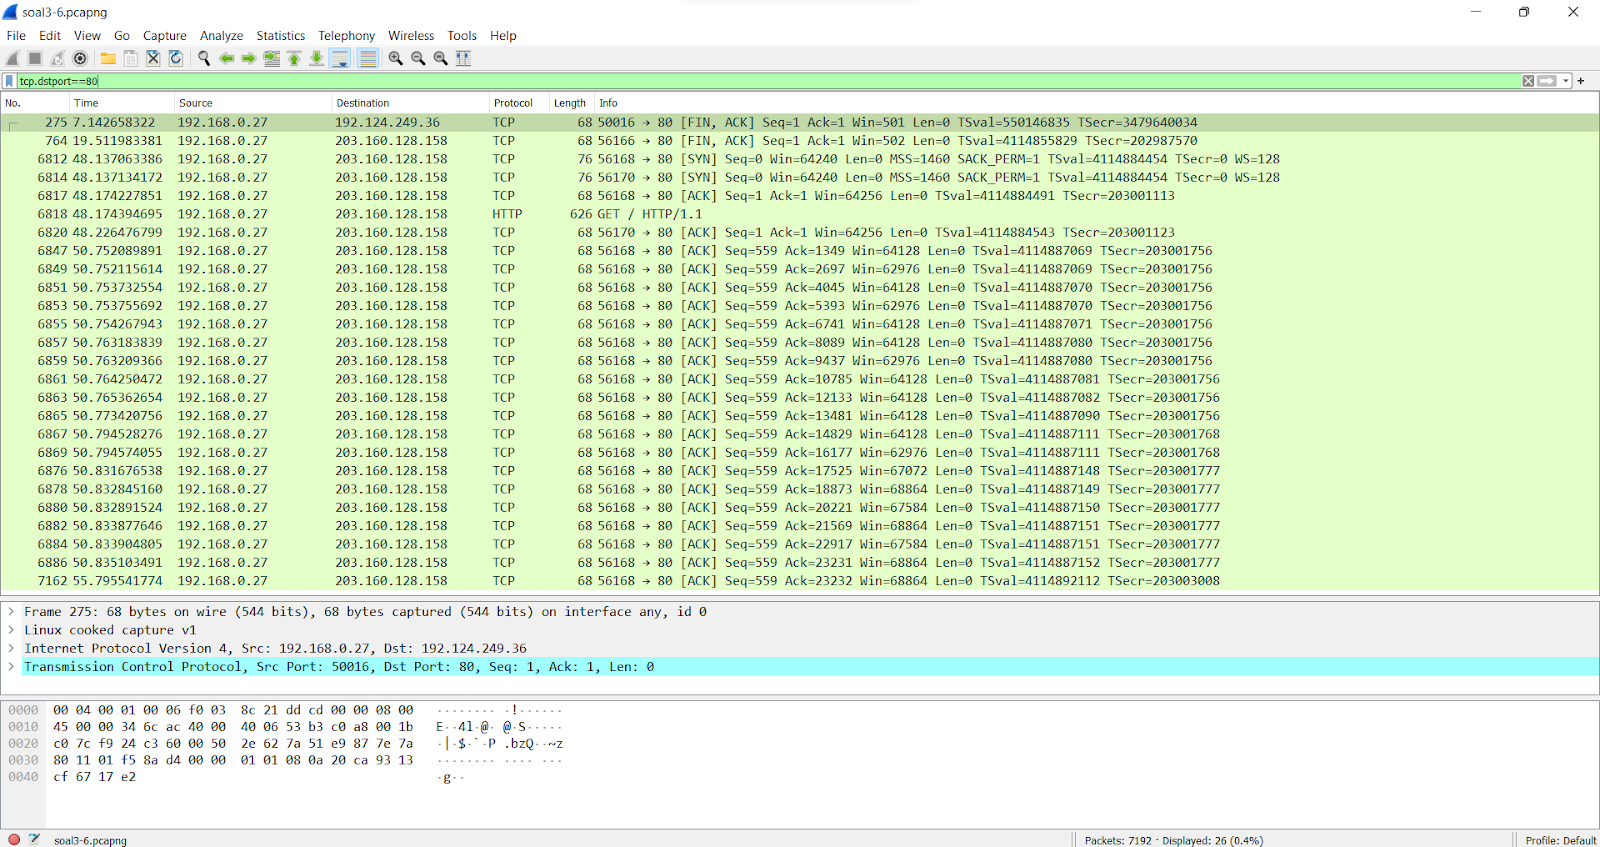 soal3-6.pcapng
File Edit View Go Capture Analyze Statistics Telephony Wireless Tools Help
tcp.dstport==80
No. Time Source Destination Protocol Length Info
275 7.142658322 192.168.0.27 192.124.249.36 TCP 68 50016 → 80 [FIN, ACK] Seq=1 Ack=1 Win=501 Len=0 TSval=550146835 TSecr=3479640034
764 19.511983381 192.168.0.27 203.160.128.158 TCP 68 56166 → 80 [FIN, ACK] Seq=1 Ack=1 Win=502 Len=0 TSval=4114855829 TSecr=202987570
6812 48.137063386 192.168.0.27 203.160.128.158 TCP 76 56168 → 80 [SYN] Seq=0 Win=64240 Len=0 MSS=1460 SACK_PERM=1 TSval=4114884454 TSecr=0 WS=128
6814 48.137134172 192.168.0.27 203.160.128.158 TCP 76 56170 → 80 [SYN] Seq=0 Win=64240 Len=0 MSS=1460 SACK_PERM=1 TSval=4114884454 TSecr=0 WS=128
6817 48.174227851 192.168.0.27 203.160.128.158 TCP 68 56168 → 80 [ACK] Seq=1 Ack=1 Win=64256 Len=0 TSval=4114884491 TSecr=203001113
6818 48.174394695 192.168.0.27 203.160.128.158 HTTP 626 GET / HTTP/1.1
6820 48.226476799 192.168.0.27 203.160.128.158 TCP 68 56170 → 80 [ACK] Seq=1 Ack=1 Win=64256 Len=0 TSval=4114884543 TSecr=203001123
6847 50.752089891 192.168.0.27 203.160.128.158 TCP 68 56168 → 80 [ACK] Seq=559 Ack=1349 Win=64128 Len=0 TSval=4114887069 TSecr=203001756
6849 50.752115614 192.168.0.27 203.160.128.158 TCP 68 56168 → 80 [ACK] Seq=559 Ack=2697 Win=62976 Len=0 TSval=4114887069 TSecr=203001756
6851 50.753732554 192.168.0.27 203.160.128.158 TCP 68 56168 → 80 [ACK] Seq=559 Ack=4045 Win=64128 Len=0 TSval=4114887070 TSecr=203001756
6853 50.753755692 192.168.0.27 203.160.128.158 TCP 68 56168 → 80 [ACK] Seq=559 Ack=5393 Win=62976 Len=0 TSval=4114887070 TSecr=203001756
6855 50.754267943 192.168.0.27 203.160.128.158 TCP 68 56168 → 80 [ACK] Seq=559 Ack=6741 Win=64128 Len=0 TSval=4114887071 TSecr=203001756
6857 50.763183839 192.168.0.27 203.160.128.158 TCP 68 56168 → 80 [ACK] Seq=559 Ack=8089 Win=64128 Len=0 TSval=4114887080 TSecr=203001756
6859 50.763209366 192.168.0.27 203.160.128.158 TCP 68 56168 → 80 [ACK] Seq=559 Ack=9437 Win=62976 Len=0 TSval=4114887080 TSecr=203001756
6861 50.764250472 192.168.0.27 203.160.128.158 TCP 68 56168 → 80 [ACK] Seq=559 Ack=10785 Win=64128 Len=0 TSval=4114887081 TSecr=203001756
6863 50.765362654 192.168.0.27 203.160.128.158 TCP 68 56168 → 80 [ACK] Seq=559 Ack=12133 Win=64128 Len=0 TSval=4114887082 TSecr=203001756
6865 50.773420756 192.168.0.27 203.160.128.158 TCP 68 56168 → 80 [ACK] Seq=559 Ack=13481 Win=64128 Len=0 TSval=4114887090 TSecr=203001756
6867 50.794528276 192.168.0.27 203.160.128.158 TCP 68 56168 → 80 [ACK] Seq=559 Ack=14829 Win=64128 Len=0 TSval=4114887111 TSecr=203001768
6869 50.794574055 192.168.0.27 203.160.128.158 TCP 68 56168 → 80 [ACK] Seq=559 Ack=16177 Win=62976 Len=0 TSval=4114887111 TSecr=203001768
6876 50.831676538 192.168.0.27 203.160.128.158 TCP 68 56168 → 80 [ACK] Seq=559 Ack=17525 Win=67072 Len=0 TSval=4114887148 TSecr=203001777
6878 50.832845160 192.168.0.27 203.160.128.158 TCP 68 56168 → 80 [ACK] Seq=559 Ack=18873 Win=68864 Len=0 TSval=4114887149 TSecr=203001777
6880 50.832891524 192.168.0.27 203.160.128.158 TCP 68 56168 → 80 [ACK] Seq=559 Ack=20221 Win=67584 Len=0 TSval=4114887150 TSecr=203001777
6882 50.833877646 192.168.0.27 203.160.128.158 TCP 68 56168 → 80 [ACK] Seq=559 Ack=21569 Win=68864 Len=0 TSval=4114887151 TSecr=203001777
6884 50.833904805 192.168.0.27 203.160.128.158 TCP 68 56168 → 80 [ACK] Seq=559 Ack=22917 Win=67584 Len=0 TSval=4114887151 TSecr=203001777
6886 50.835103491 192.168.0.27 203.160.128.158 TCP 68 56168 → 80 [ACK] Seq=559 Ack=23231 Win=68864 Len=0 TSval=4114887152 TSecr=203001777
7162 55.795541774 192.168.0.27 203.160.128.158 TCP 68 56168 → 80 [ACK] Seq=559 Ack=23232 Win=68864 Len=0 TSval=4114892112 TSecr=203003008
Frame 275: 68 bytes on wire (544 bits), 68 bytes captured (544 bits) on interface any, id 0
Linux cooked capture v1
Internet Protocol Version 4, Src: 192.168.0.27, Dst: 192.124.249.36
Transmission Control Protocol, Src Port: 50016, Dst Port: 80, Seq: 1, Ack: 1, Len: 0
0000 00 04 00 01 00 06 f0 03 8c 21 dd cd 00 00 08 00 ········ ·!······
0010 45 00 00 34 6c ac 40 00 40 06 53 b3 c0 a8 00 1b E··4l·@· @·S·····
0020 c0 7c f9 24 c3 60 00 50 2e 62 7a 51 e9 87 7e 7a ·|·$·`·P .bzQ··~z
0030 80 11 01 f5 8a d4 00 00 01 01 08 0a 20 ca 93 13 ········ ···· ···
0040 cf 67 17 e2 ·g··
soal3-6.pcapng Packets: 7192 · Displayed: 26 (0.4%) Profile: Default